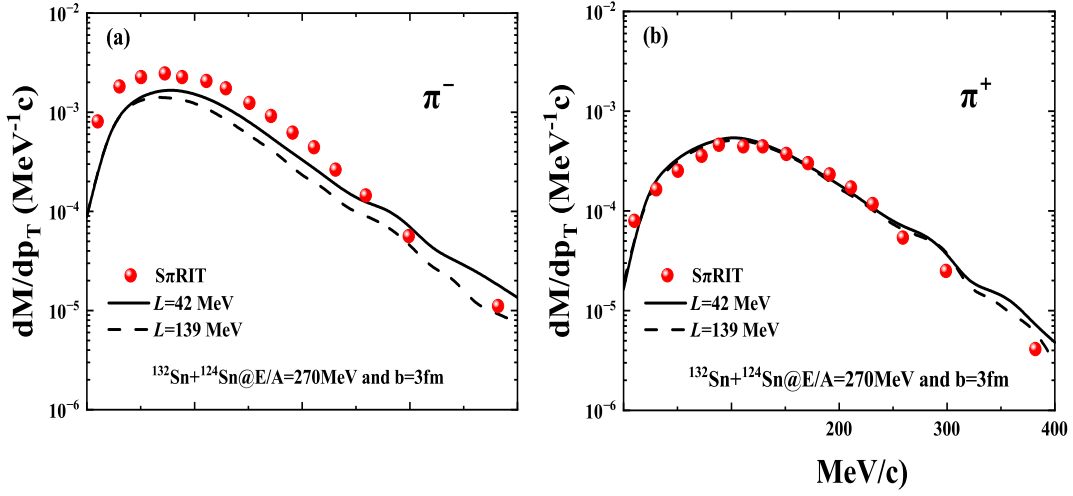 (a)
π⁻
dM/dp_T (MeV⁻¹c)
10⁻²
10⁻³
10⁻⁴
10⁻⁵
10⁻⁶
SπRIT
L=42 MeV
L=139 MeV
¹³²Sn+¹²⁴Sn@E/A=270MeV and b=3fm
(b)
π⁺
dM/dp_T (MeV⁻¹c)
10⁻²
10⁻³
10⁻⁴
10⁻⁵
10⁻⁶
SπRIT
L=42 MeV
L=139 MeV
¹³²Sn+¹²⁴Sn@E/A=270MeV and b=3fm
200 300 400
MeV/c)